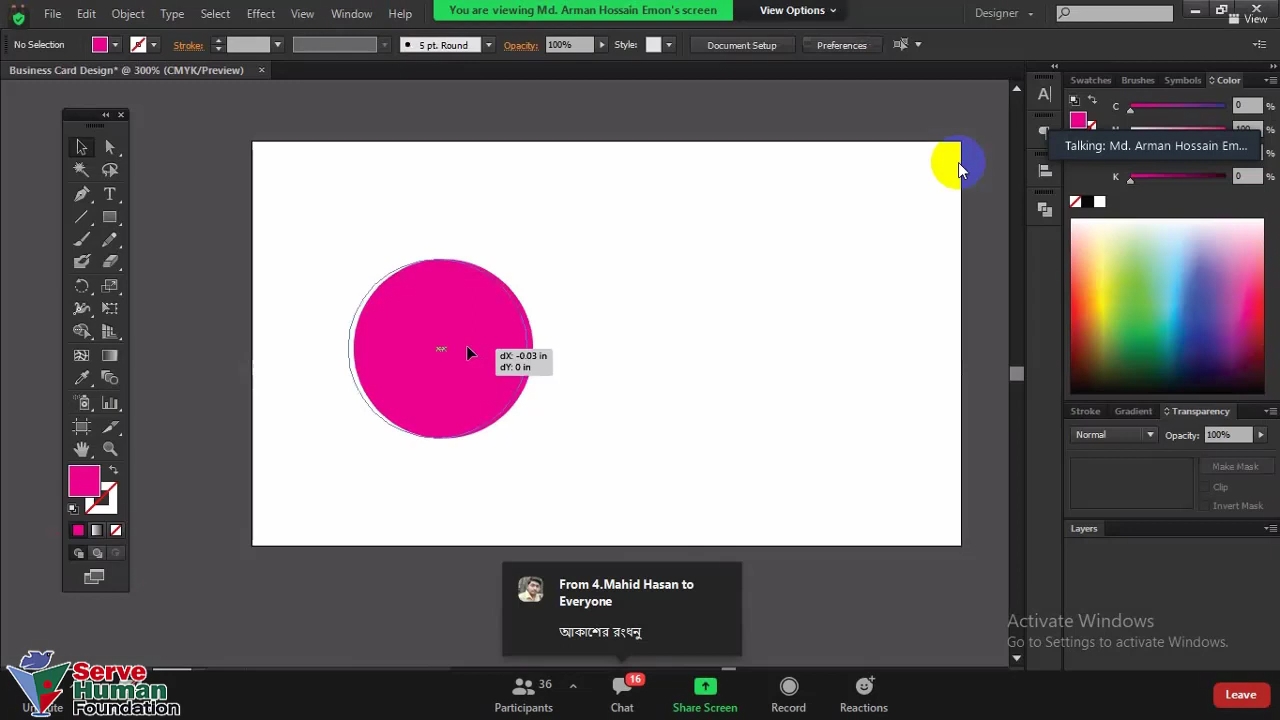 File Edit Object Type Select Effect View Window Help
You are viewing Md. Arman Hossain Emon's screen
View Options
Designer
View
No Selection
Stroke:
5 pt. Round
Opacity: 100%
Style:
Document Setup
Preferences
Business Card Design* @ 300% (CMYK/Preview)
Swatches Brushes Symbols Color
C 0 %
100
Talking: Md. Arman Hossain Em...
%
K 0 %
dX: -0.03 in
dY: 0 in
Stroke Gradient Transparency
Normal Opacity: 100%
Make Mask
Clip
Invert Mask
Layers
From 4.Mahid Hasan to
Everyone
আকাশের রংধনু
Activate Windows
Go to Settings to activate Windows.
Serve
Human
Foundation
36
16
Participants
Chat
Share Screen
Record
Reactions
Leave